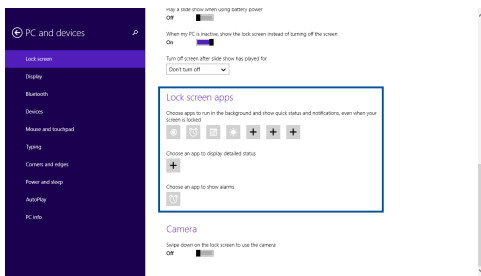 PC and devices
Lock screen
Display
Bluetooth
Devices
Mouse and touchpad
Typing
Corners and edges
Power and sleep
AutoPlay
PC info
Play a slide show when using battery power
Off
When my PC is inactive, show the lock screen instead of turning off the screen
On
Turn off screen after slide show has played for
Don't turn off
Lock screen apps
Choose apps to run in the background and show quick status and notifications, even when your
screen is locked
Choose an app to display detailed status
Choose an app to show alarms
Camera
Swipe down on the lock screen to use the camera
Off